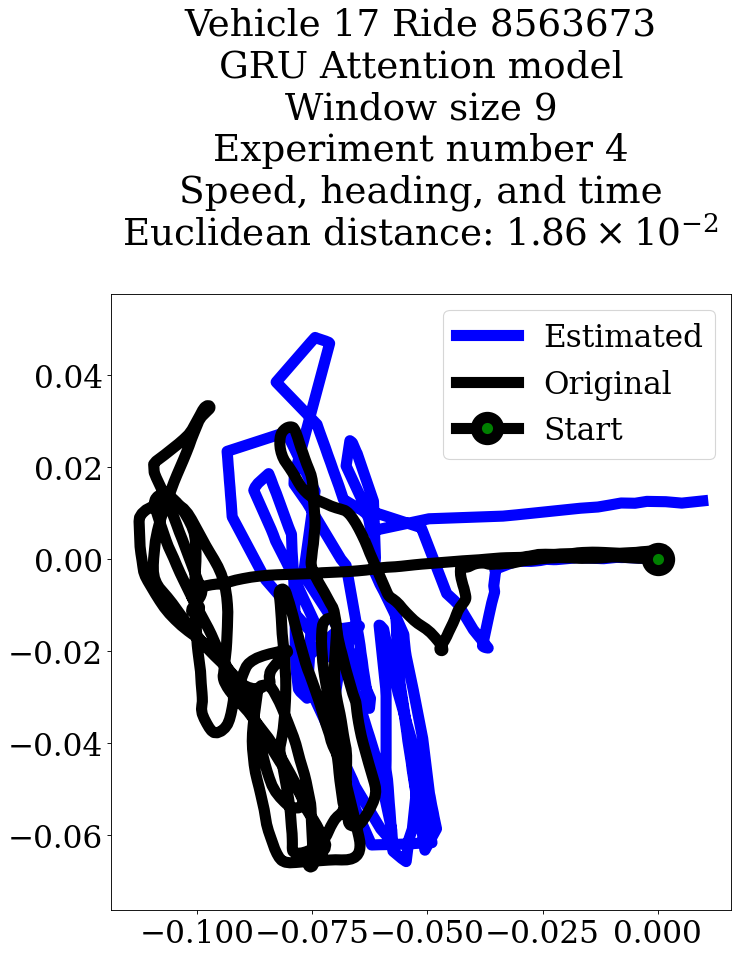 Vehicle 17 Ride 8563673
GRU Attention model
Window size 9
Experiment number 4
Speed, heading, and time
Euclidean distance: 1.86 × 10⁻²
Estimated
Original
Start
0.04
0.02
0.00
−0.02
−0.04
−0.06
−0.100 −0.075 −0.050 −0.025 0.000